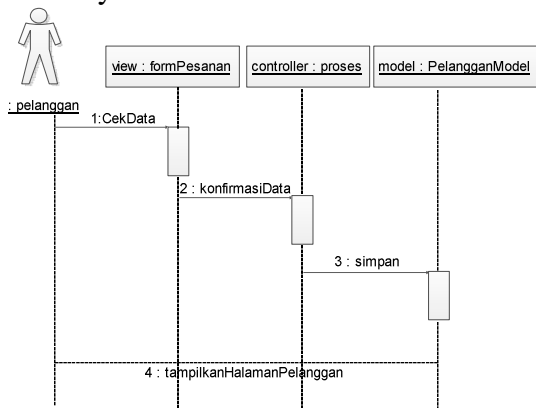 view : formPesanan
controller : proses
model : PelangganModel
: pelanggan
1:CekData
2 : konfirmasiData
3 : simpan
4 : tampilkanHalamanPelanggan